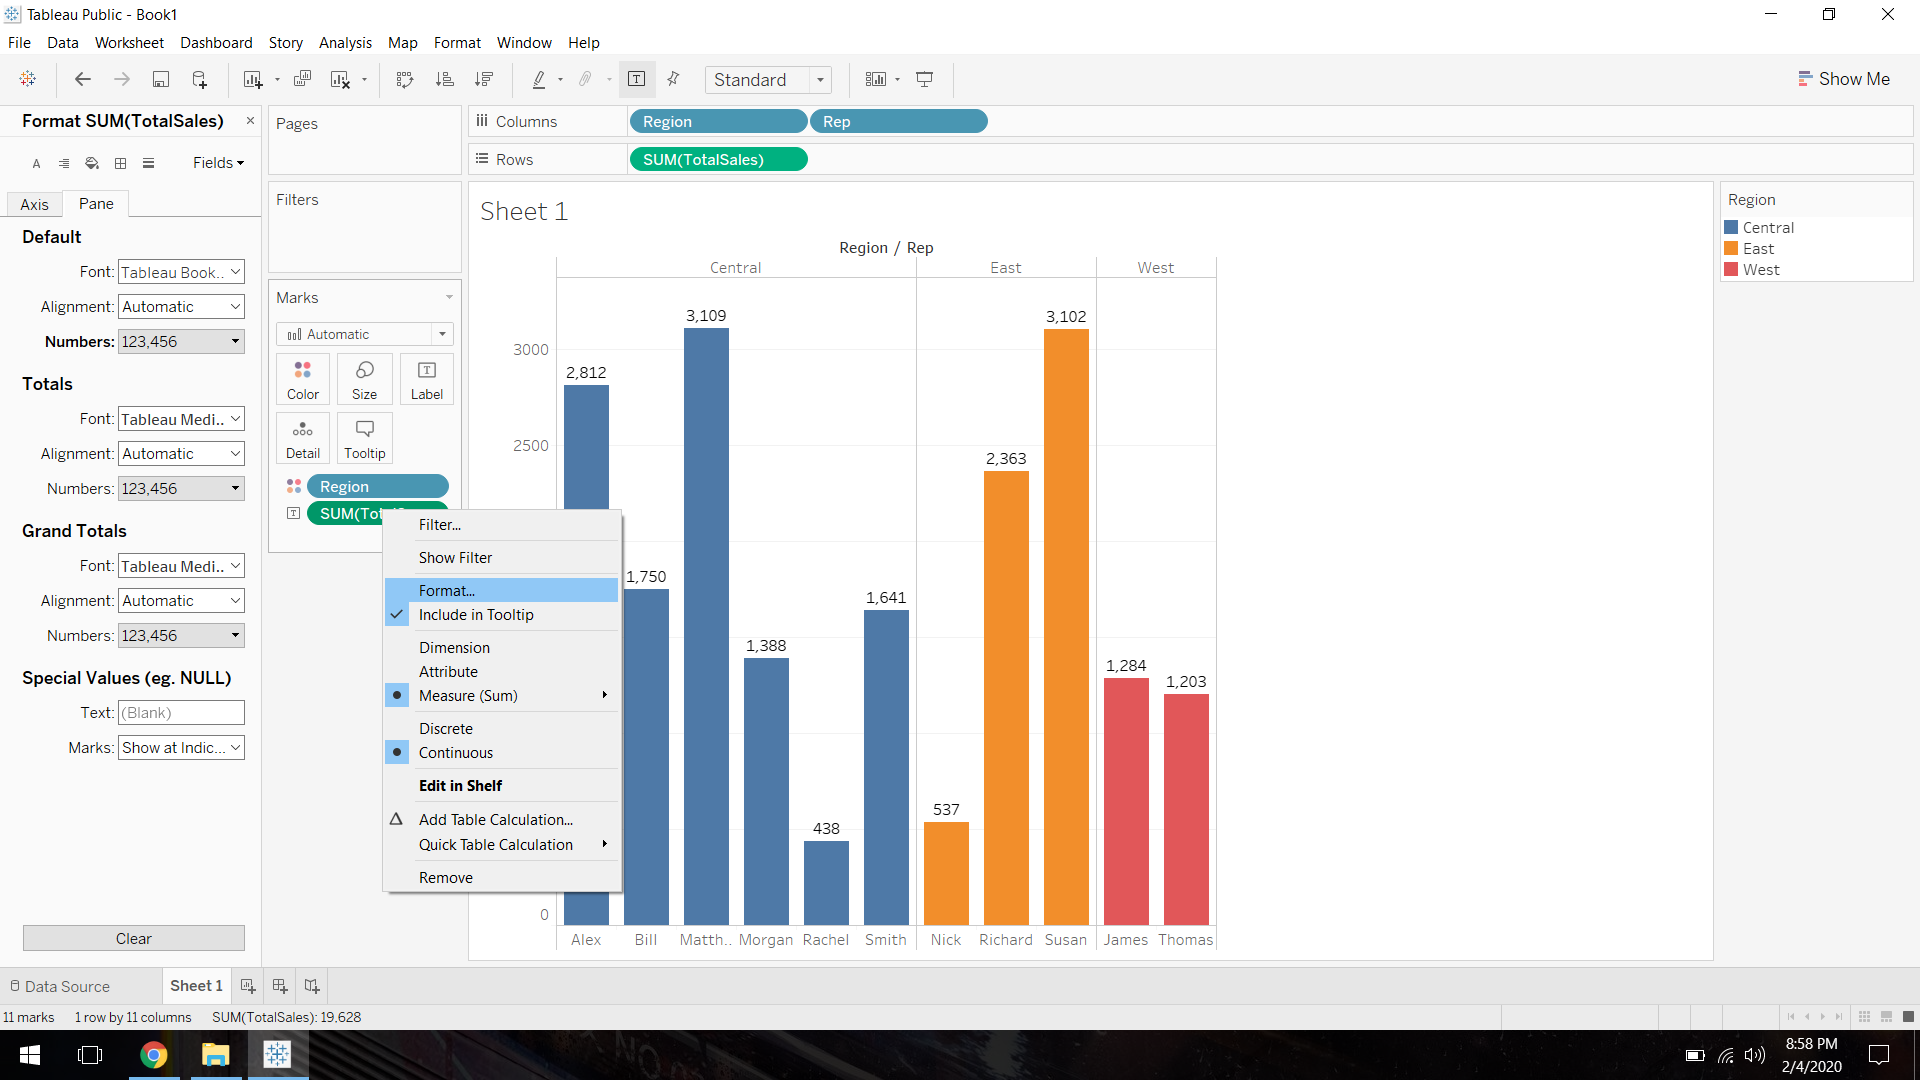 Tableau Public - Book1
File Data Worksheet Dashboard Story Analysis Map Format Window Help
Standard
Show Me
Format SUM(TotalSales)
Fields
Axis Pane
Default
Font: Tableau Book..
Alignment: Automatic
Numbers: 123,456
Totals
Font: Tableau Medi..
Alignment: Automatic
Numbers: 123,456
Grand Totals
Font: Tableau Medi..
Alignment: Automatic
Numbers: 123,456
Special Values (eg. NULL)
Text: (Blank)
Marks: Show at Indic...
Clear
Pages
Filters
Marks
Automatic
Color Size Label
Detail Tooltip
Region
Filter...
Show Filter
Format...
Include in Tooltip
Dimension
Attribute
Measure (Sum)
Discrete
Continuous
Edit in Shelf
Add Table Calculation...
Quick Table Calculation
Remove
Columns Region Rep
Rows SUM(TotalSales)
Sheet 1
Region / Rep
Central East West
3000
2500
0
2,812
1,750
3,109
1,388
438
1,641
537
2,363
3,102
1,284
1,203
Alex Bill Matth.. Morgan Rachel Smith Nick Richard Susan James Thomas
Region
Central
East
West
Data Source Sheet 1
11 marks 1 row by 11 columns SUM(TotalSales): 19,628
8:58 PM
2/4/2020